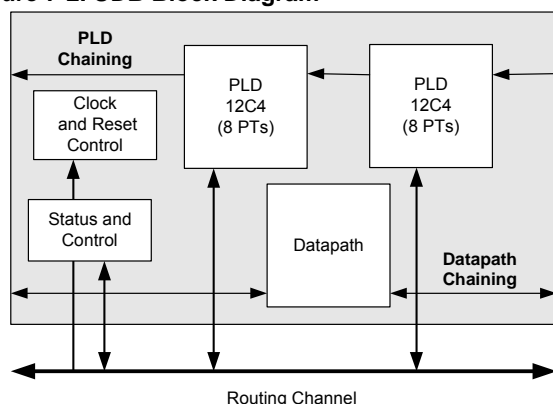 PLD
Chaining
Clock
and Reset
Control
PLD
12C4
(8 PTs)
PLD
12C4
(8 PTs)
Status and
Control
Datapath
Datapath
Chaining
Routing Channel